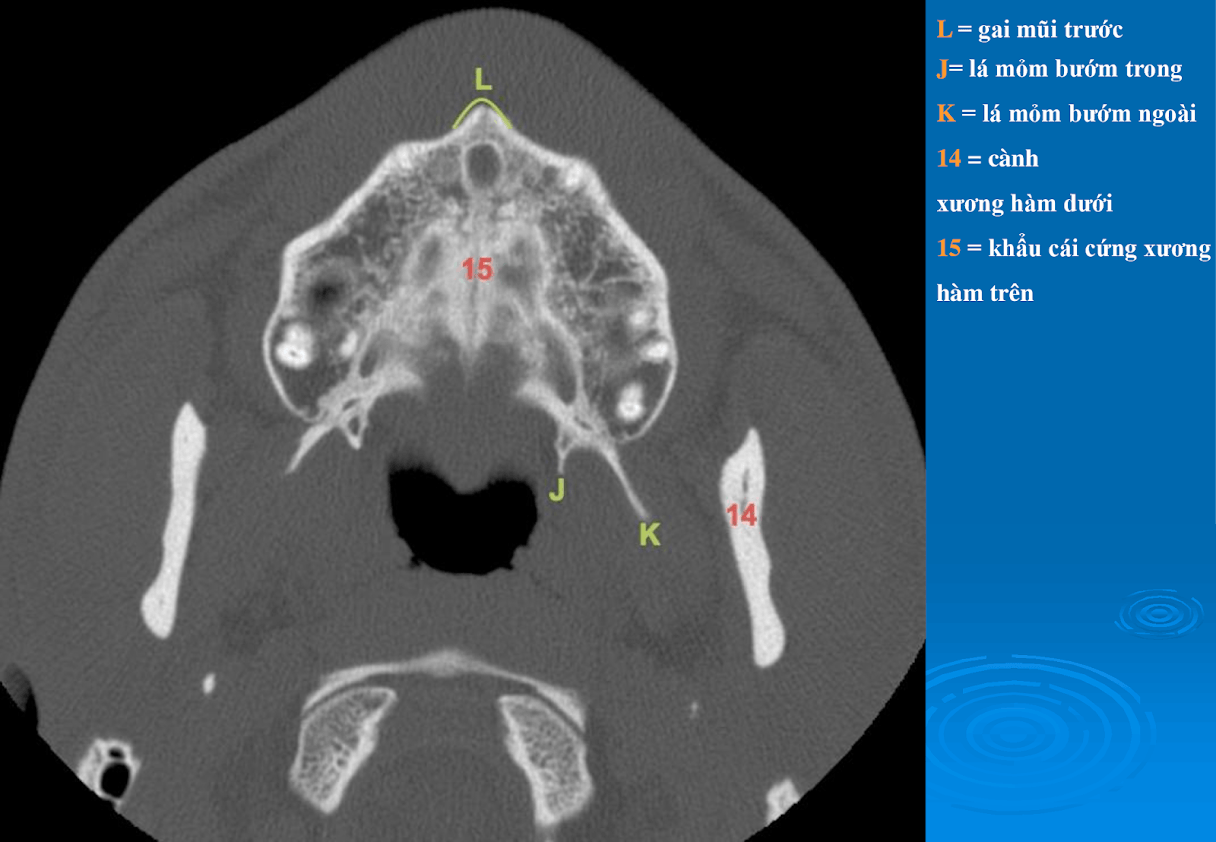 L
15
J
K
14
L = gai mũi trước
J= lá mỏm bướm trong
K = lá mỏm bướm ngoài
14 = cành
xương hàm dưới
15 = khẩu cái cứng xương
hàm trên